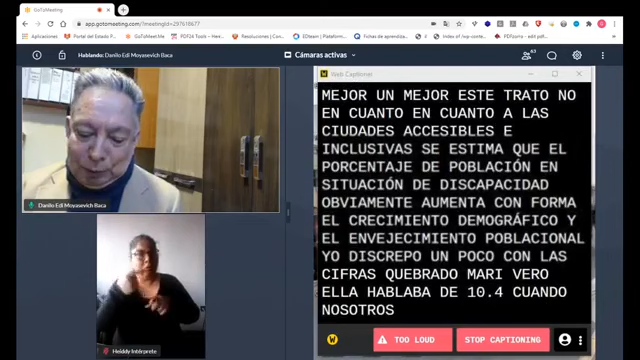 GoToMeeting
app.gotomeeting.com/?meetingId=297618677
Aplicaciones
Portal del Estado P
PDF24 Tools - Herr...
GoToMeeting
Resoluciones | Con...
EDteam | Plataform...
Fichas de aprendiza...
Index of /wp-conte...
PDFzorro - edit pdf...
Hablando: Danilo Edi Moyasevich Baca
Cámaras activas
63
Web Captioner
MEJOR UN MEJOR ESTE TRATO NO
EN CUANTO EN CUANTO A LAS
CIUDADES ACCESIBLES E
INCLUSIVAS SE ESTIMA QUE EL
PORCENTAJE DE POBLACIÓN EN
SITUACIÓN DE DISCAPACIDAD
OBVIAMENTE AUMENTA CON FORMA
EL CRECIMIENTO DEMOGRÁFICO Y
EL ENVEJECIMIENTO POBLACIONAL
YO DISCREPO UN POCO CON LAS
CIFRAS QUEBRADO MARI VERO
ELLA HABLABA DE 10.4 CUANDO
NOSOTROS
Danilo Edi Moyasevich Baca
Heiddy Intérprete
W
TOO LOUD
STOP CAPTIONING